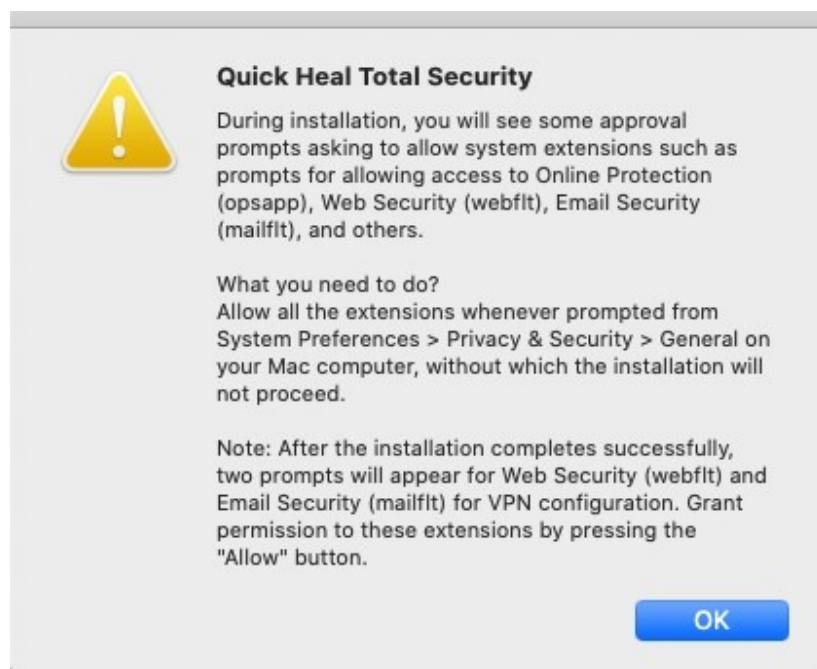 Quick Heal Total Security
During installation, you will see some approval
prompts asking to allow system extensions such as
prompts for allowing access to Online Protection
(opsapp), Web Security (webflt), Email Security
(mailflt), and others.
What you need to do?
Allow all the extensions whenever prompted from
System Preferences > Privacy & Security > General on
your Mac computer, without which the installation will
not proceed.
Note: After the installation completes successfully,
two prompts will appear for Web Security (webflt) and
Email Security (mailflt) for VPN configuration. Grant
permission to these extensions by pressing the
"Allow" button.
OK